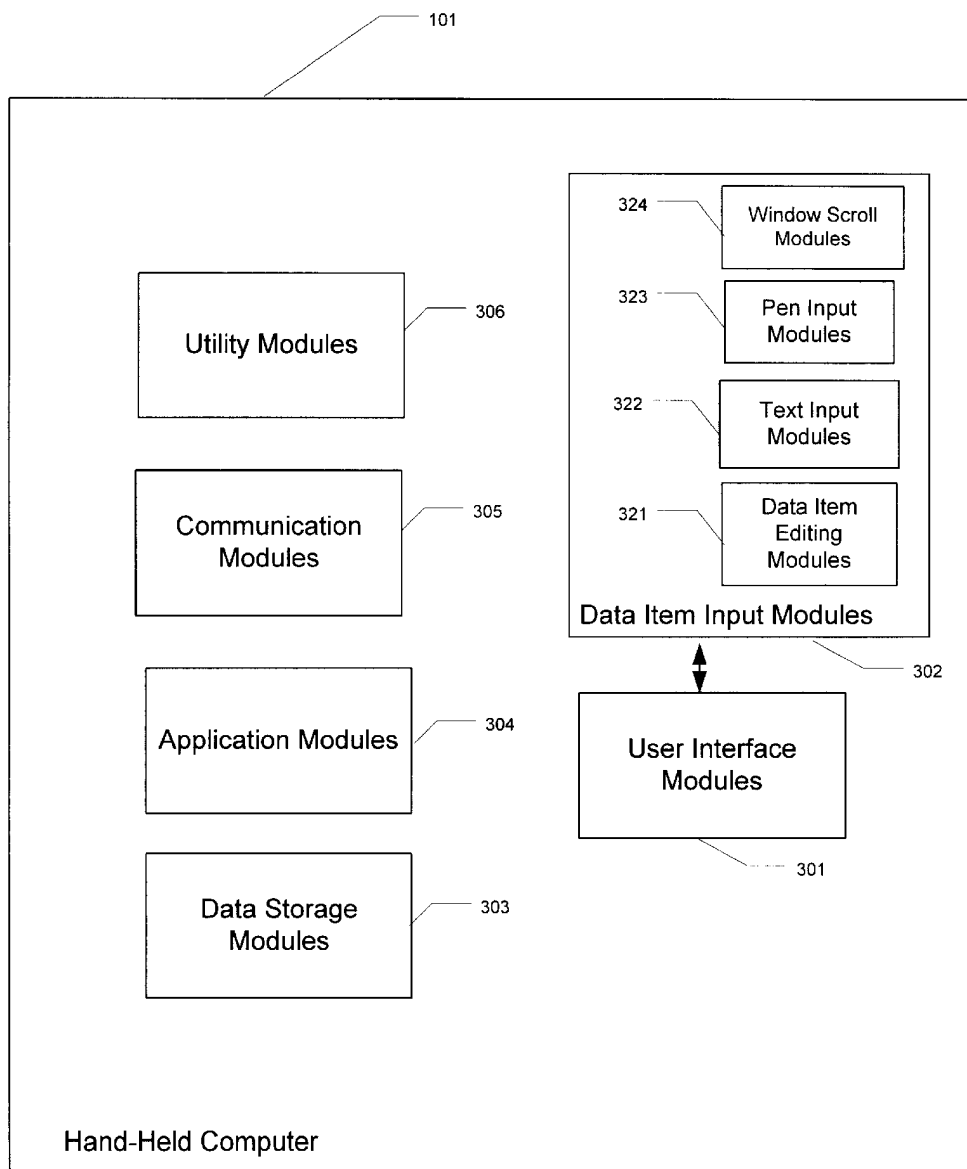 101
324
Window Scroll
Modules
323
Pen Input
Modules
322
Text Input
Modules
321
Data Item
Editing
Modules
Data Item Input Modules
302
User Interface
Modules
301
Utility Modules
306
Communication
Modules
305
Application Modules
304
Data Storage
Modules
303
Hand-Held Computer